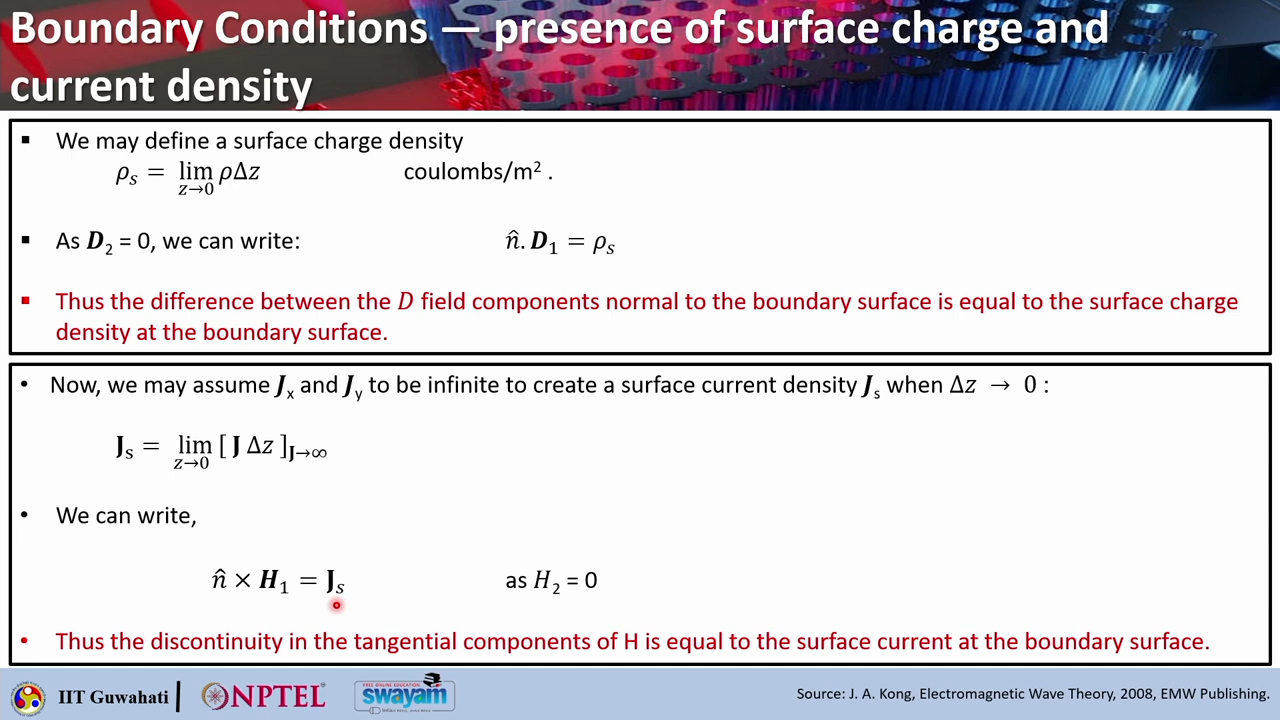 Boundary Conditions — presence of surface charge and
current density
▪ We may define a surface charge density
ρₛ = lim z→0 ρΔz coulombs/m² .
▪ As D₂ = 0, we can write: n̂. D₁ = ρₛ
▪ Thus the difference between the D field components normal to the boundary surface is equal to the surface charge
density at the boundary surface.
• Now, we may assume Jₓ and J_y to be infinite to create a surface current density Jₛ when Δz → 0 :
Jₛ = lim z→0 [ J Δz ]J→∞
• We can write,
n̂ × H₁ = Jₛ as H₂ = 0
• Thus the discontinuity in the tangential components of H is equal to the surface current at the boundary surface.
IIT Guwahati | NPTEL FREE ONLINE EDUCATION swayam Source: J. A. Kong, Electromagnetic Wave Theory, 2008, EMW Publishing.